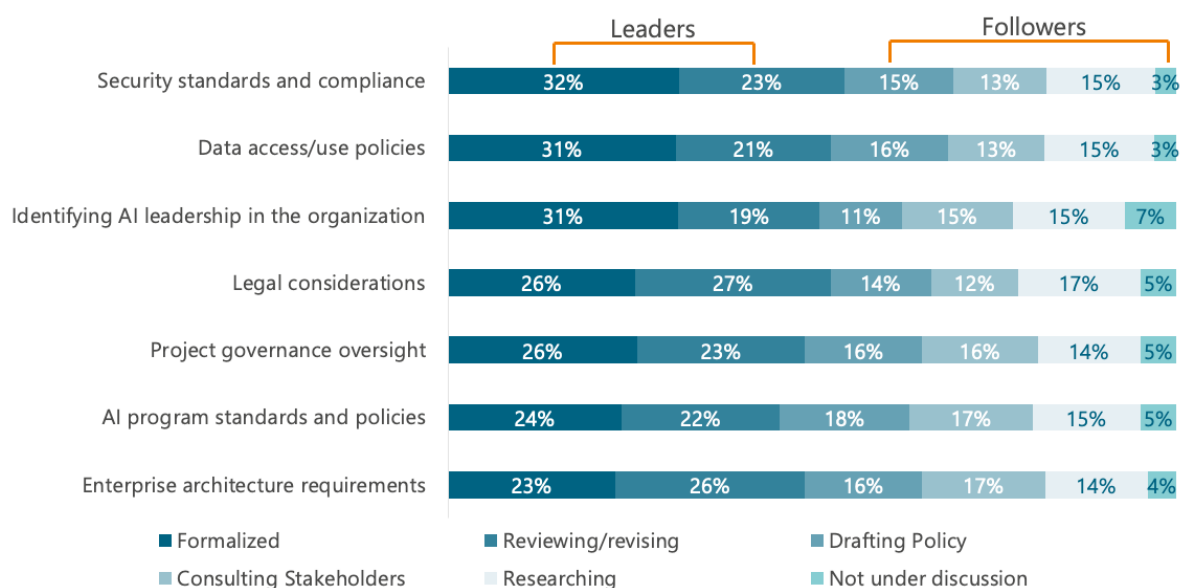 Leaders
Followers
Security standards and compliance 32% 23% 15% 13% 15% 3%
Data access/use policies 31% 21% 16% 13% 15% 3%
Identifying AI leadership in the organization 31% 19% 11% 15% 15% 7%
Legal considerations 26% 27% 14% 12% 17% 5%
Project governance oversight 26% 23% 16% 16% 14% 5%
AI program standards and policies 24% 22% 18% 17% 15% 5%
Enterprise architecture requirements 23% 26% 16% 17% 14% 4%
Formalized Reviewing/revising Drafting Policy
Consulting Stakeholders Researching Not under discussion